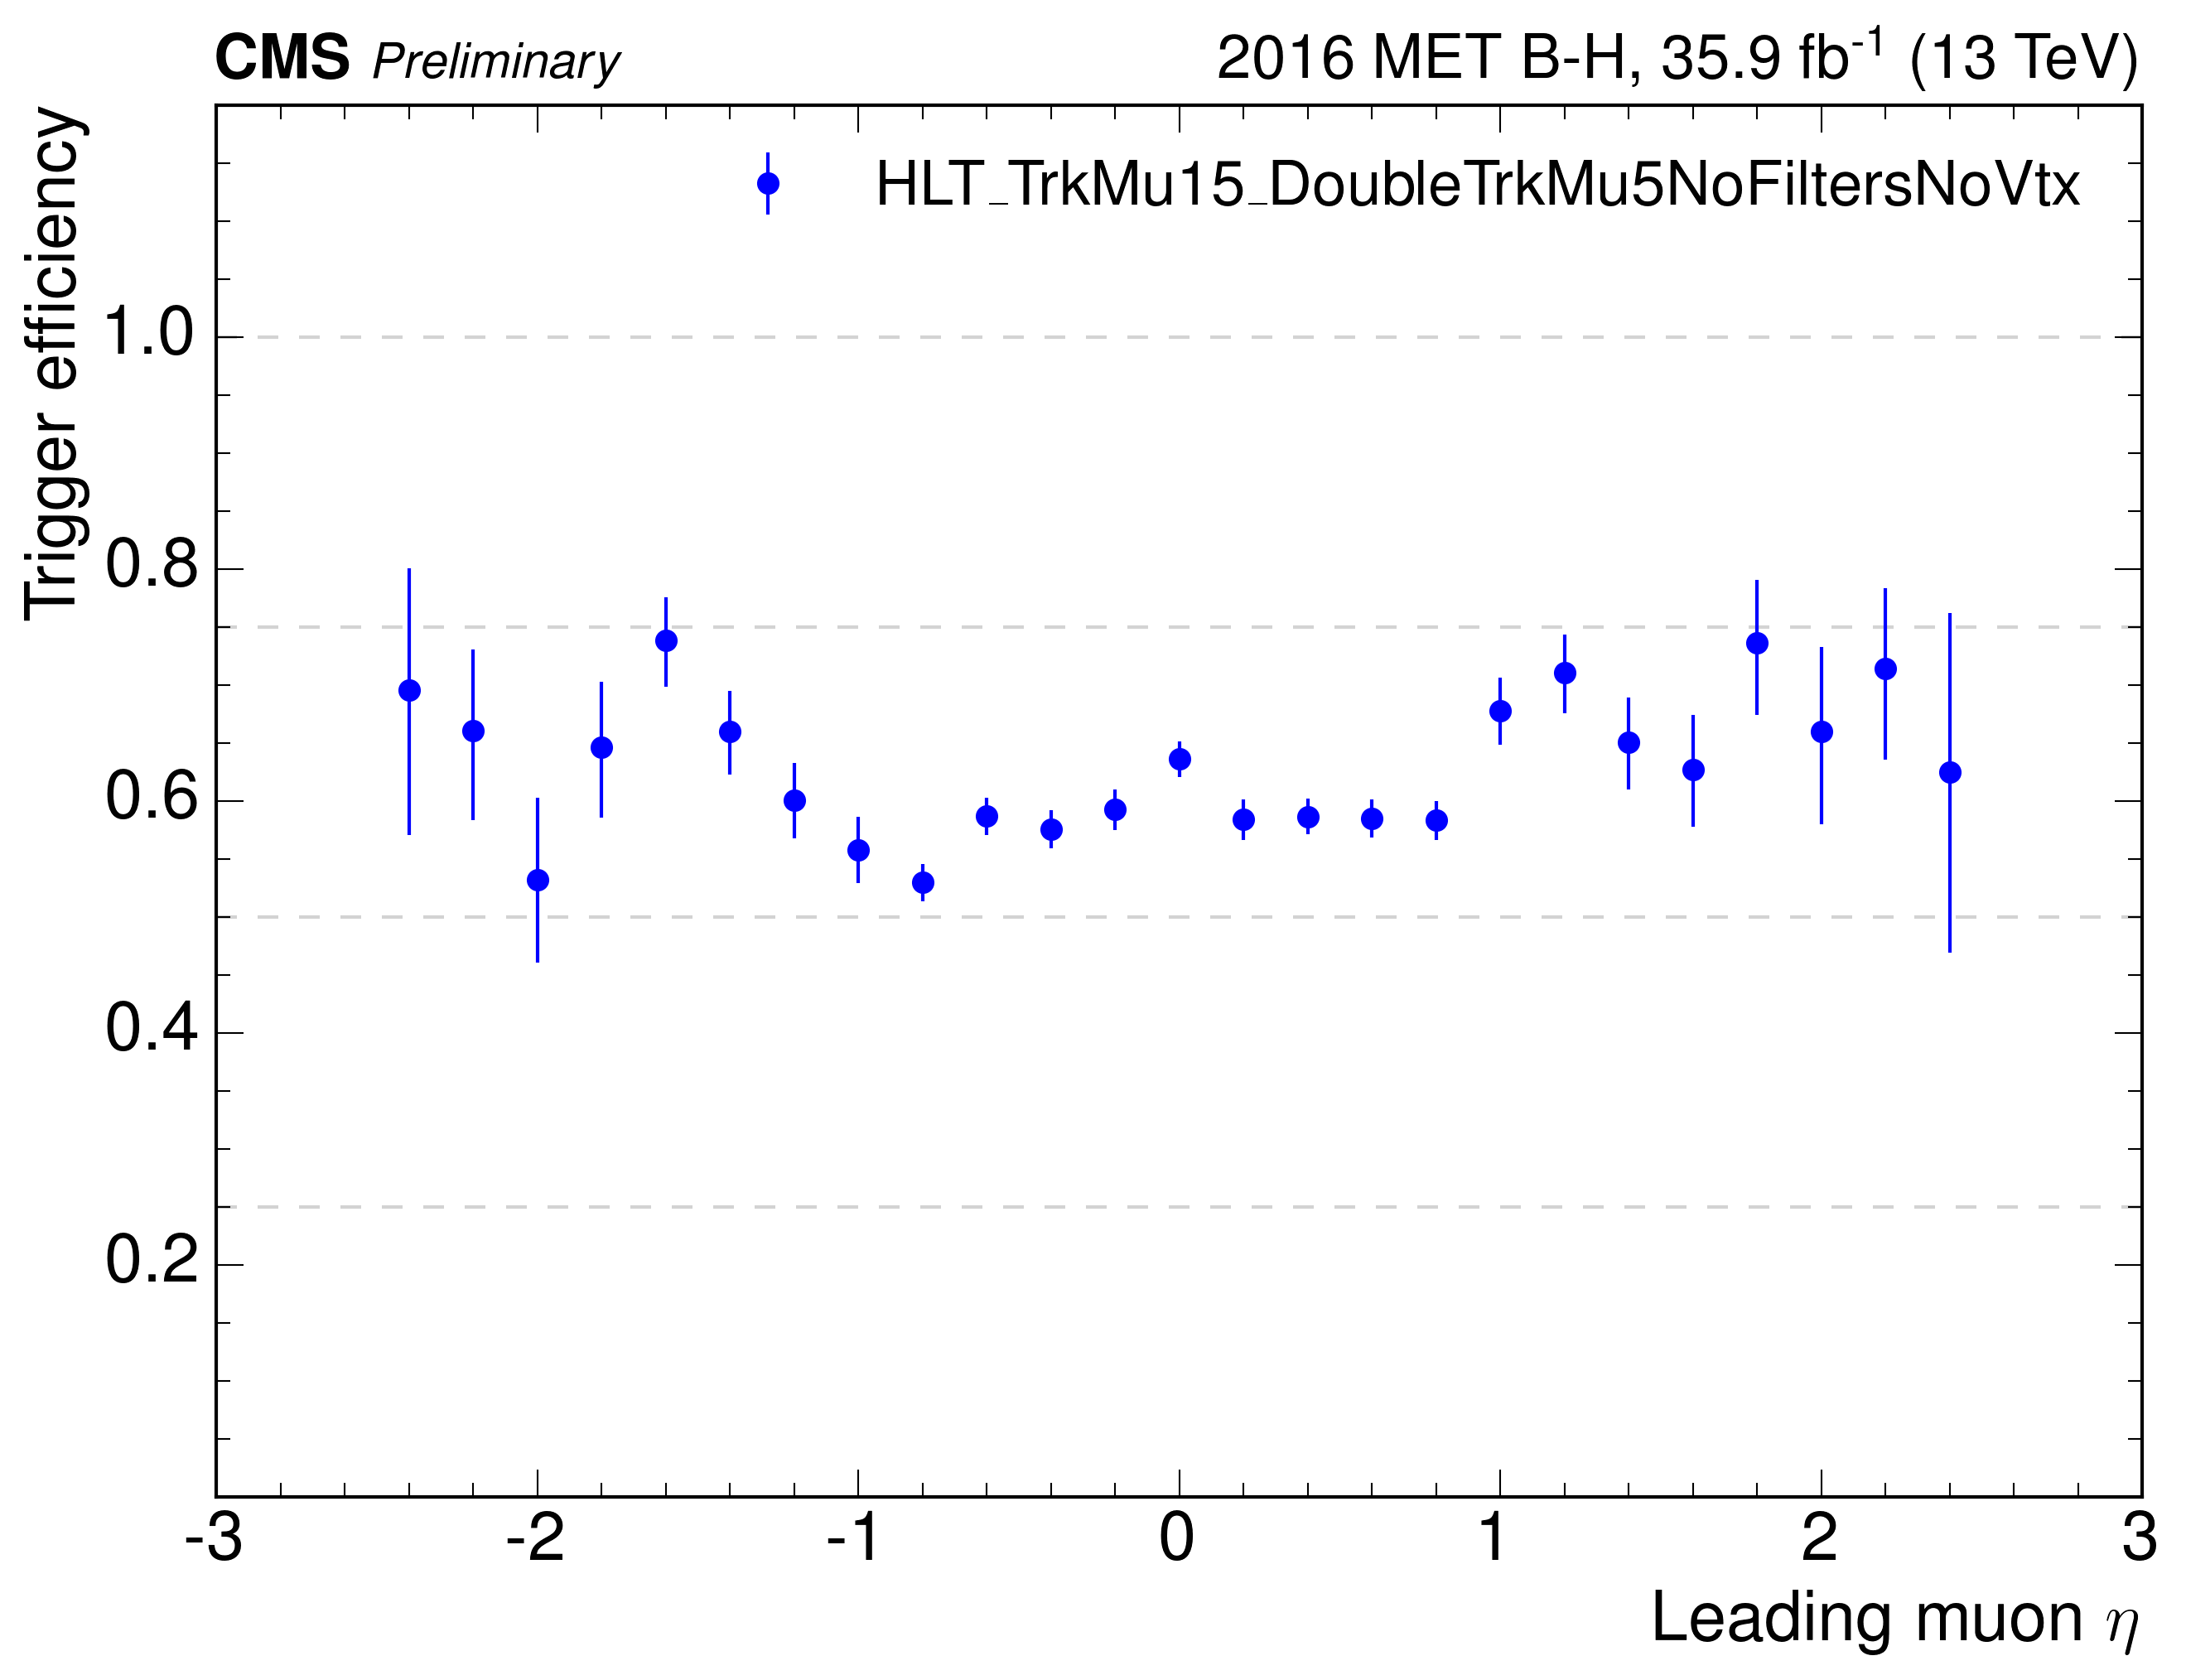 CMS Preliminary 2016 MET B-H, 35.9 fb⁻¹ (13 TeV)
Trigger efficiency
HLT_TrkMu15_DoubleTrkMu5NoFiltersNoVtx
1.0
0.8
0.6
0.4
0.2
-3 -2 -1 0 1 2 3
Leading muon η